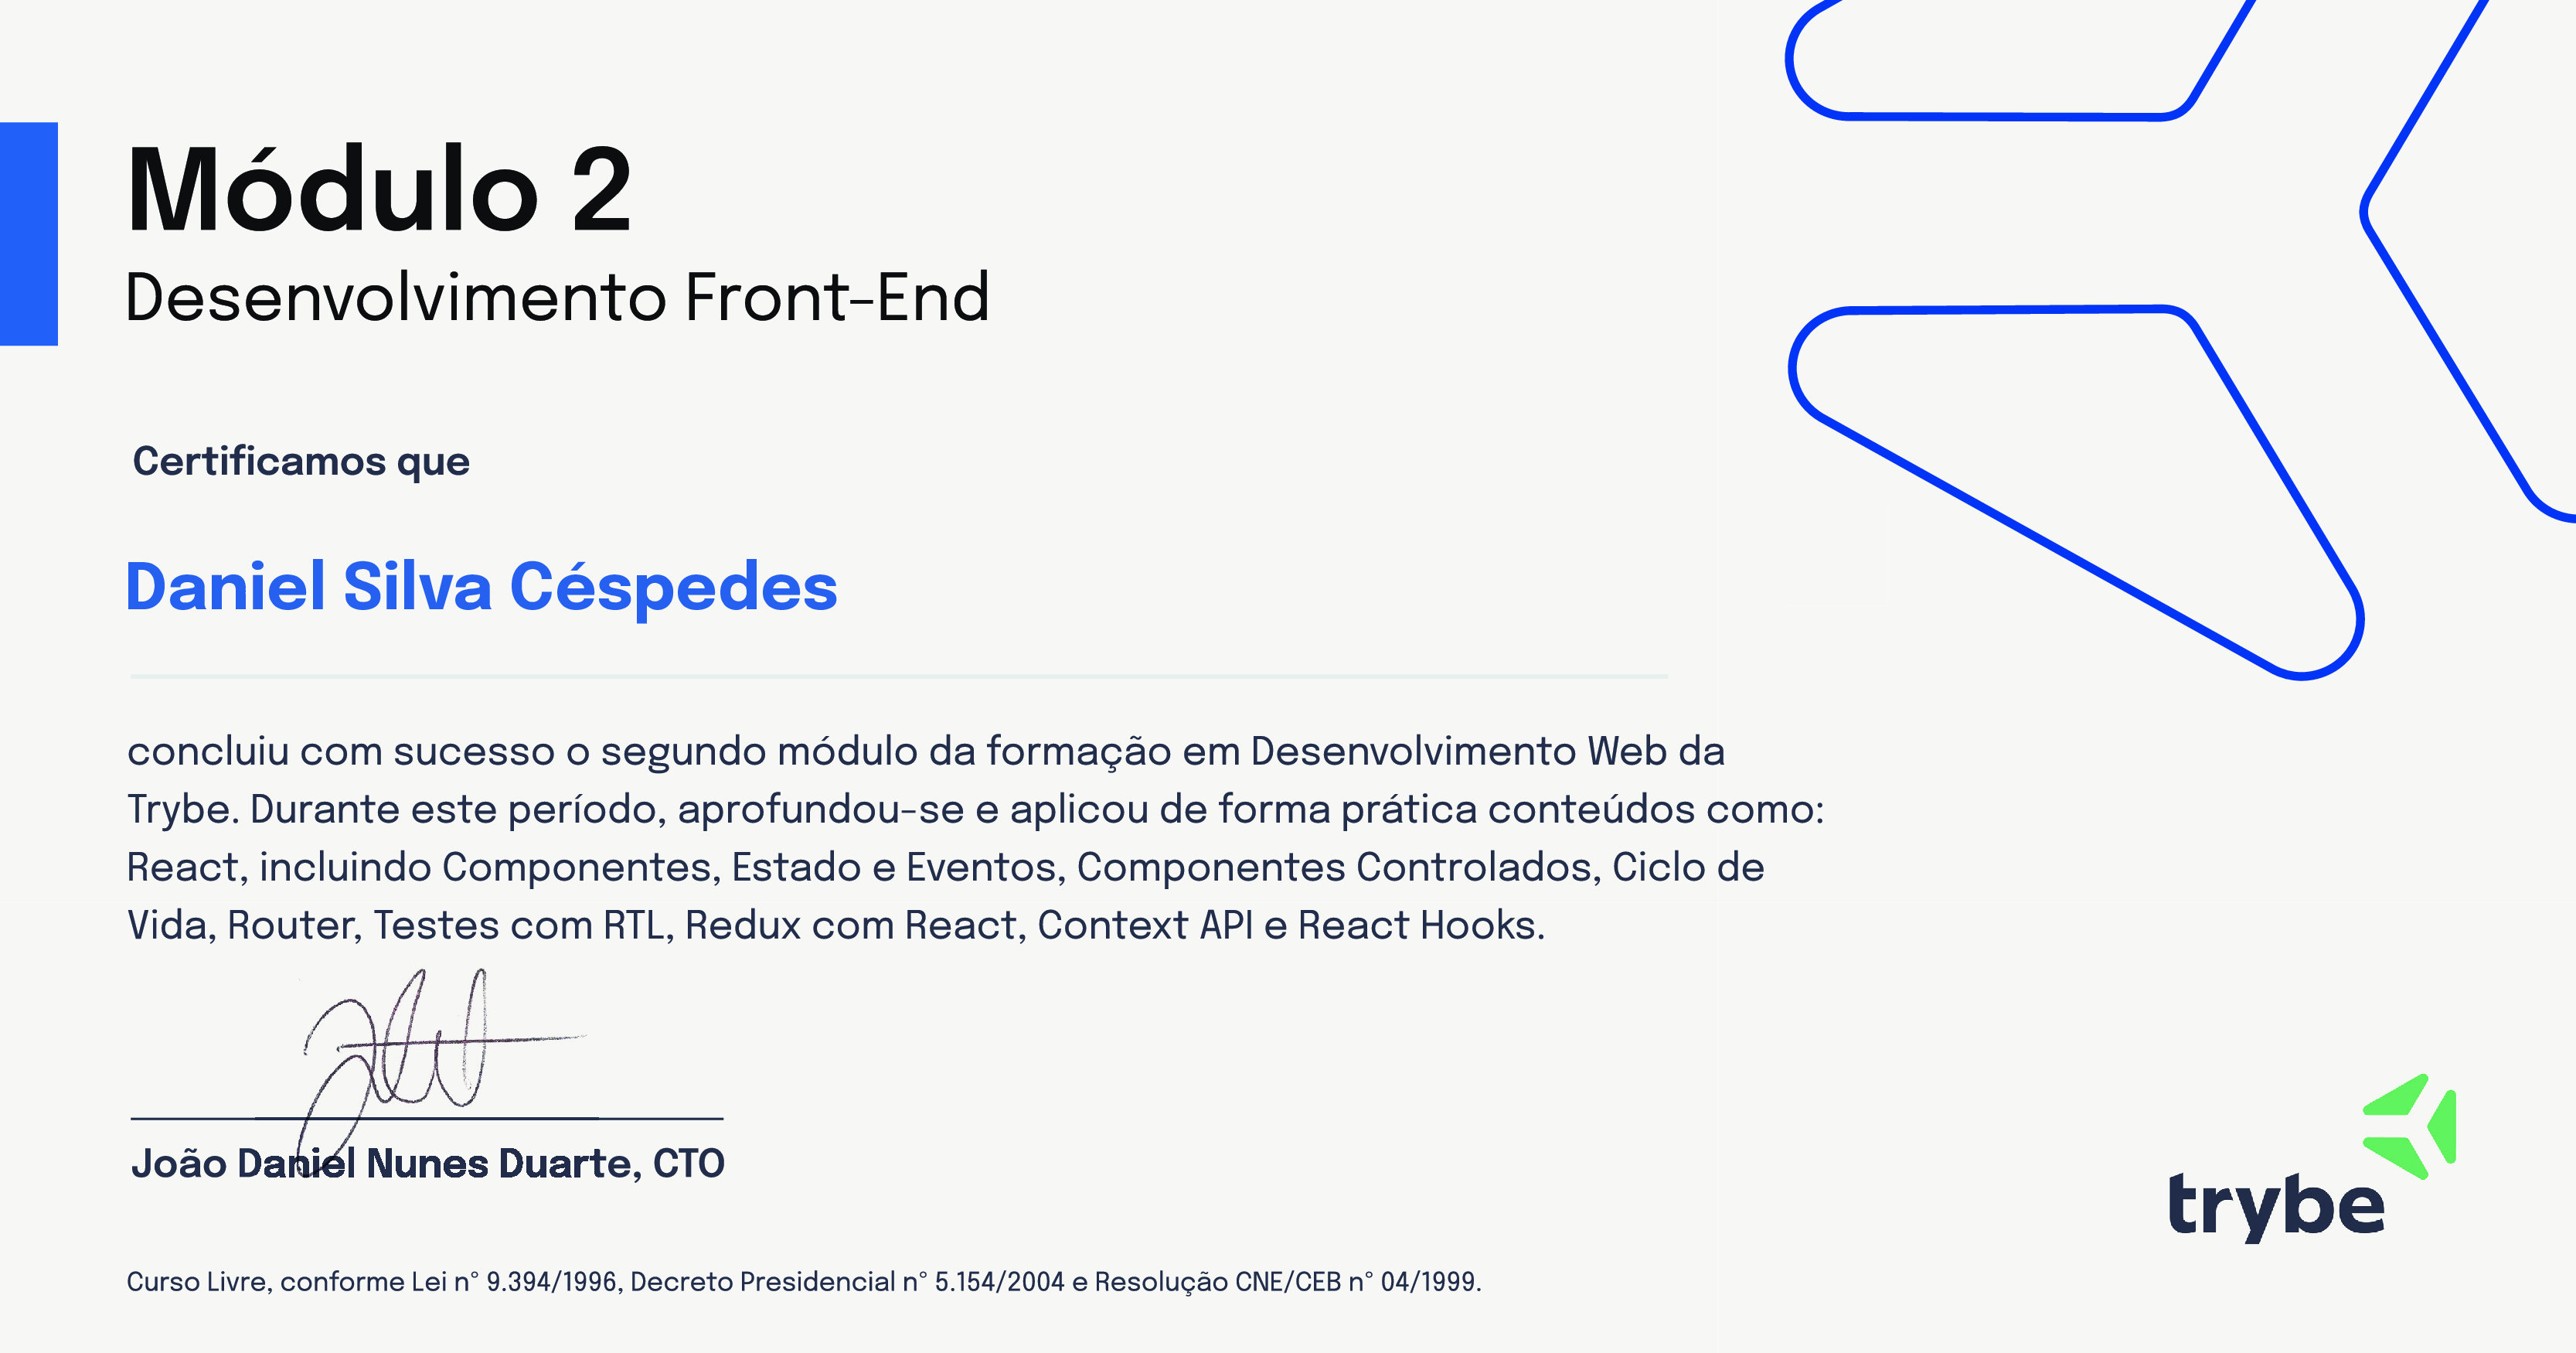 Módulo 2
Desenvolvimento Front-End
Certificamos que
Daniel Silva Céspedes
concluiu com sucesso o segundo módulo da formação em Desenvolvimento Web da
Trybe. Durante este período, aprofundou-se e aplicou de forma prática conteúdos como:
React, incluindo Componentes, Estado e Eventos, Componentes Controlados, Ciclo de
Vida, Router, Testes com RTL, Redux com React, Context API e React Hooks.
João Daniel Nunes Duarte, CTO
trybe
Curso Livre, conforme Lei n° 9.394/1996, Decreto Presidencial n° 5.154/2004 e Resolução CNE/CEB n° 04/1999.